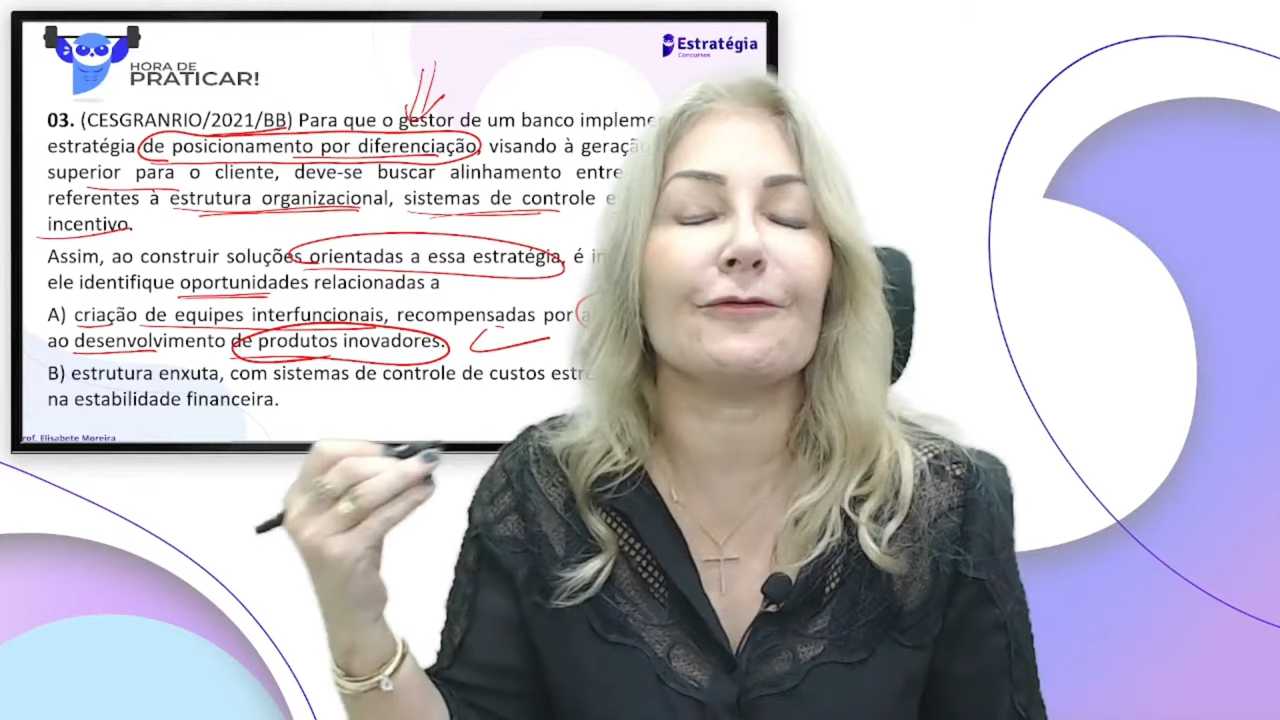 HORA DE
PRATICAR!
Estratégia
Concursos
03. (CESGRANRIO/2021/BB) Para que o gestor de um banco
estratégia de posicionamento por diferenciação, visando à
superior para o cliente, deve-se buscar alinhamento entre
referentes à estrutura organizacional, sistemas de controle e
incentivo.
Assim, ao construir soluções orientadas a essa estratégia, é
ele identifique oportunidades relacionadas a
A) criação de equipes interfuncionais, recompensadas por
ao desenvolvimento de produtos inovadores.
B) estrutura enxuta, com sistemas de controle de custos
na estabilidade financeira.
Prof. Elisabete Moreira